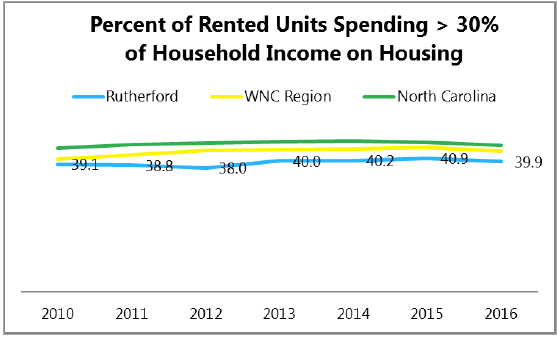 Percent of Rented Units Spending > 30%
of Household Income on Housing
Rutherford WNC Region North Carolina
39.1 38.8 38.0 40.0 40.2 40.9 39.9
2010 2011 2012 2013 2014 2015 2016